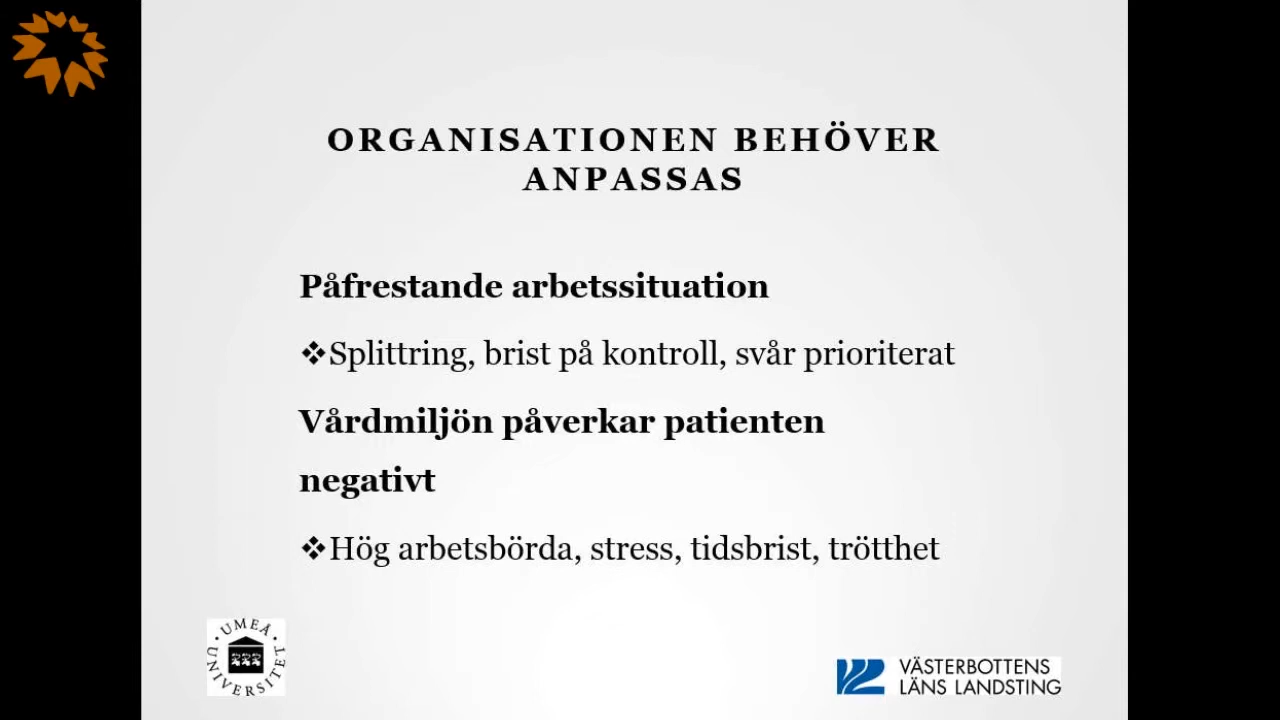 ORGANISATIONEN BEHÖVER
ANPASSAS
Påfrestande arbetssituation
❖Splittring, brist på kontroll, svår prioriterat
Vårdmiljön påverkar patienten
negativt
❖Hög arbetsbörda, stress, tidsbrist, trötthet
UMEÅ UNIVERSITET
VÄSTERBOTTENS
LÄNS LANDSTING